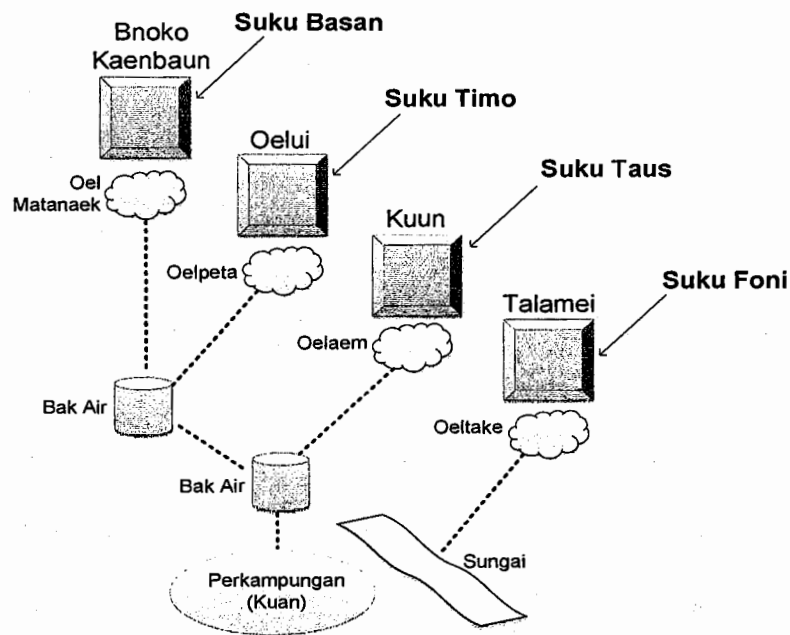 Suku Basan
Bnoko
Kaenbaun
Suku Timo
Oelui
Oel
Matanaek
Suku Taus
Kuun
Oelpeta
Suku Foni
Talamei
Oelaem
Bak Air
Oeltake
Bak Air
Sungai
Perkampungan
(Kuan)